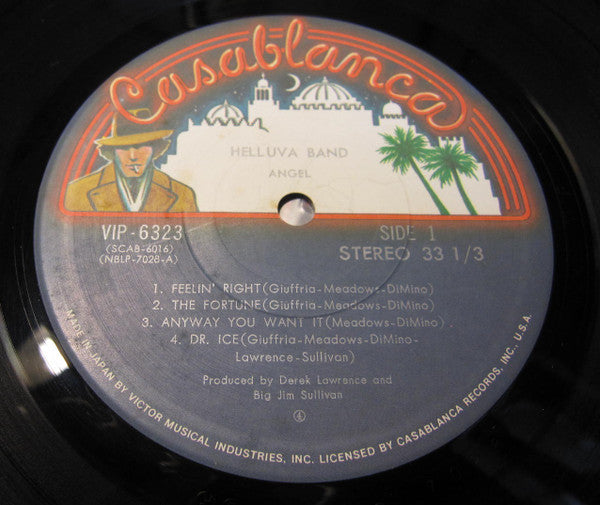 Casablanca
HELLUVA BAND
ANGEL
VIP-6323
(SCAB-6016)
(NBLP-7028-A)
SIDE 1
STEREO 33 1/3
1. FEELIN' RIGHT(Giuffria-Meadows-DiMino)
2. THE FORTUNE(Giuffria-Meadows-DiMino)
3. ANYWAY YOU WANT IT(Meadows-DiMino).
4. DR. ICE(Giuffria-Meadows-DiMino-
Lawrence-Sullivan)
Produced by Derek Lawrence and
Big Jim Sullivan
④
MADE IN JAPAN BY VICTOR MUSICAL INDUSTRIES, INC. LICENSED BY CASABLANCA RECORDS, INC., U.S.A.